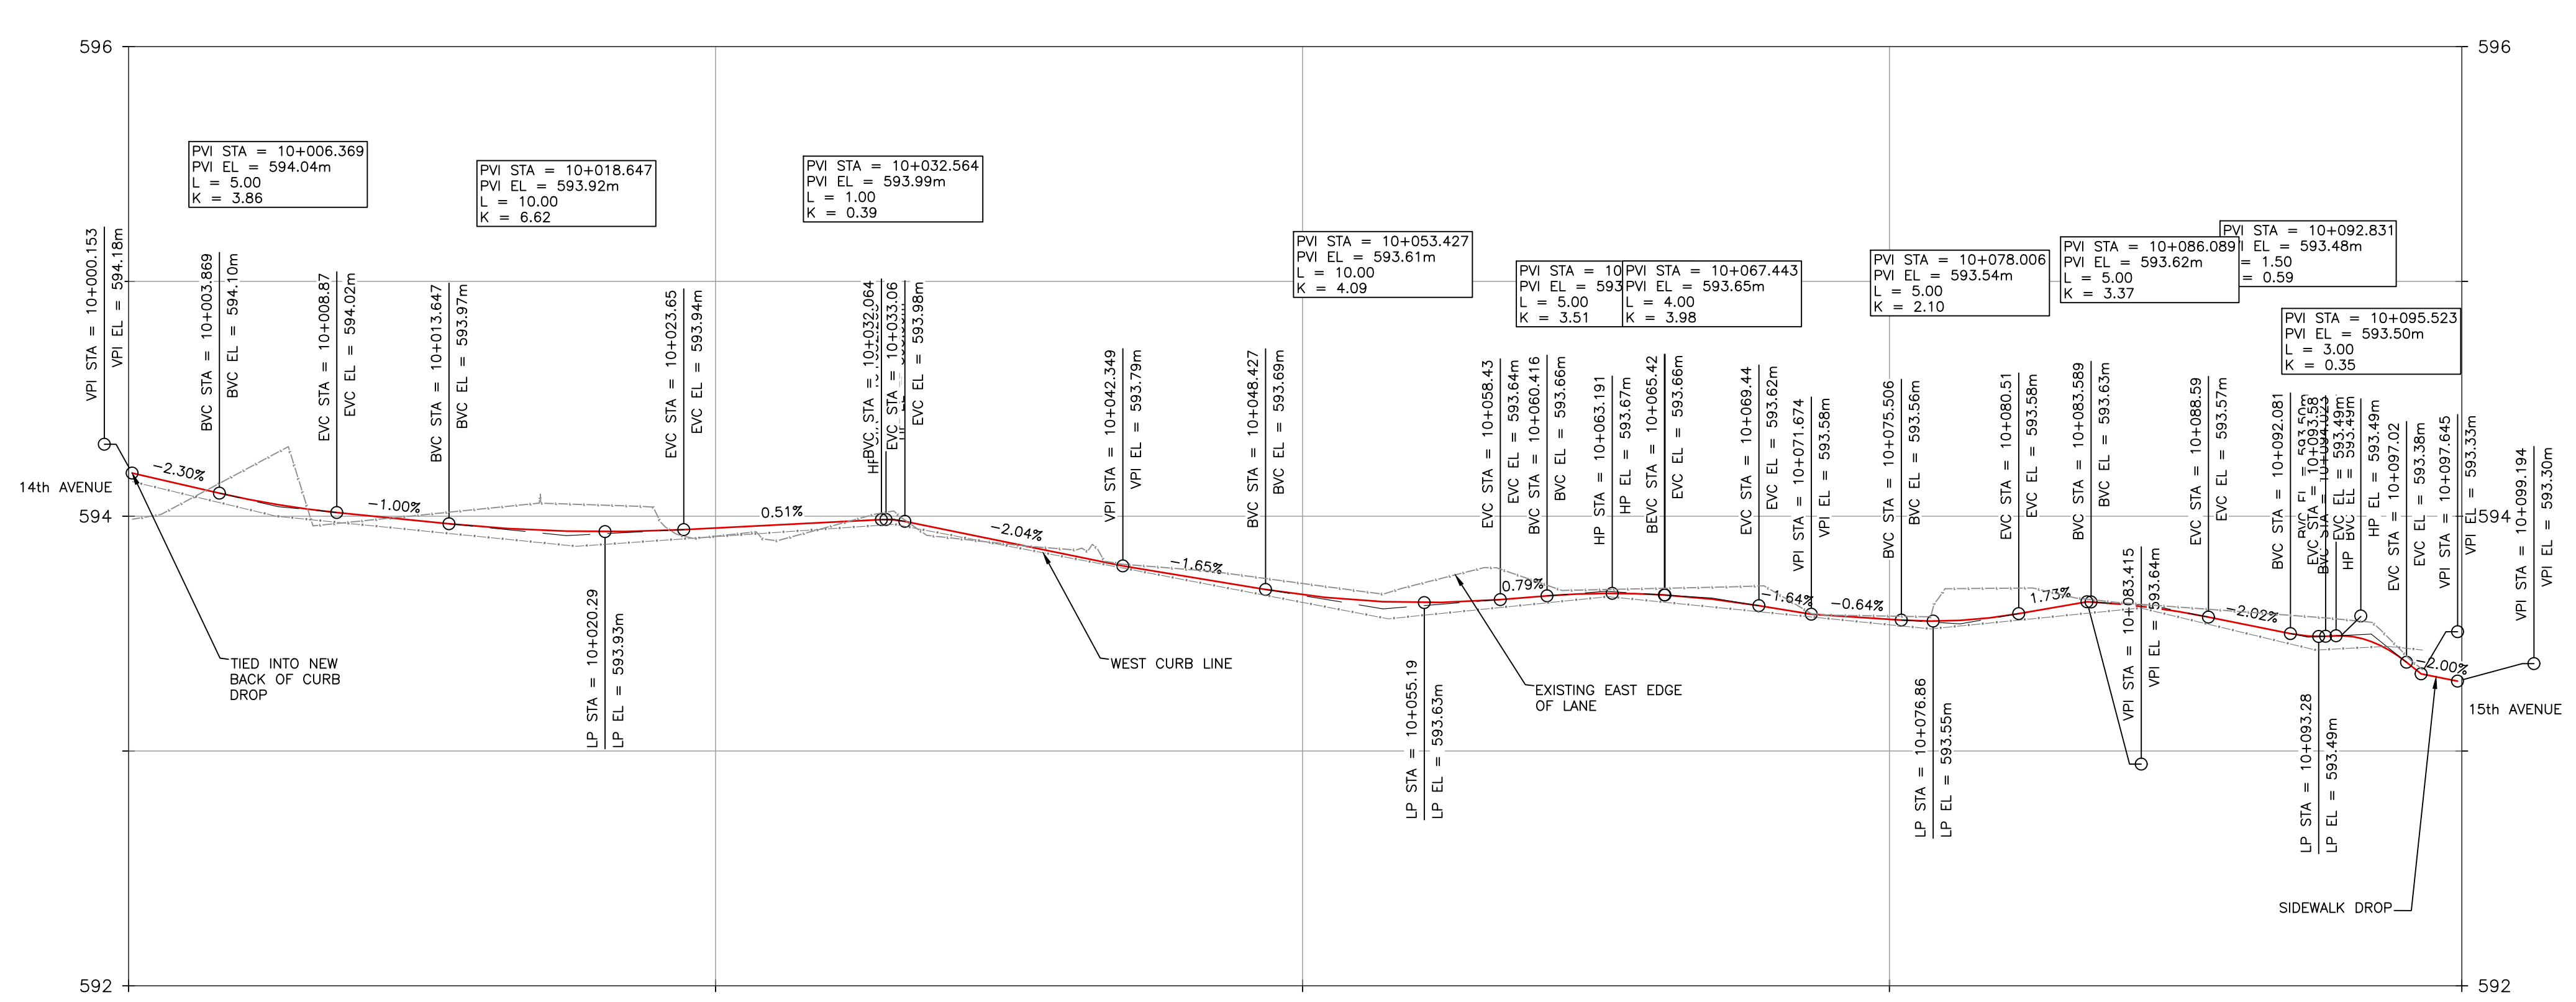 596
596
PVI STA = 10+006.369
PVI EL = 594.04m
L = 5.00
K = 3.86
PVI STA = 10+018.647
PVI EL = 593.92m
L = 10.00
K = 6.62
PVI STA = 10+032.564
PVI EL = 593.99m
L = 1.00
K = 0.39
PVI STA = 10+053.427
PVI EL = 593.61m
L = 10.00
K = 4.09
PVI STA = 10
PVI EL = 593
L = 5.00
K = 3.51
PVI STA = 10+067.443
PVI EL = 593.65m
L = 4.00
K = 3.98
PVI STA = 10+078.006
PVI EL = 593.54m
L = 5.00
K = 2.10
PVI STA = 10+086.089
PVI EL = 593.62m
L = 5.00
K = 3.37
PVI STA = 10+092.831
EL = 593.48m
= 1.50
= 0.59
PVI STA = 10+095.523
PVI EL = 593.50m
L = 3.00
K = 0.35
VPI STA = 10+000.153
VPI EL = 594.18m
BVC STA = 10+003.869
BVC EL = 594.10m
EVC STA = 10+008.87
EVC EL = 594.02m
BVC STA = 10+013.647
BVC EL = 593.97m
EVC STA = 10+023.65
EVC EL = 593.94m
BVC STA = 10+032.064
EVC STA = 10+033.06
EVC EL = 593.98m
VPI STA = 10+042.349
VPI EL = 593.79m
BVC STA = 10+048.427
BVC EL = 593.69m
EVC STA = 10+058.43
EVC EL = 593.64m
BVC STA = 10+060.416
BVC EL = 593.66m
HP STA = 10+063.191
HP EL = 593.67m
STA = 10+065.42
EVC EL = 593.66m
EVC STA = 10+069.44
EVC EL = 593.62m
VPI STA = 10+071.674
VPI EL = 593.58m
BVC STA = 10+075.506
BVC EL = 593.56m
EVC STA = 10+080.51
EVC EL = 593.58m
BVC STA = 10+083.589
BVC EL = 593.63m
EVC STA = 10+088.59
EVC EL = 593.57m
BVC STA = 10+092.081
EVC STA = 10+093.58
EVC EL = 593.49m
BVC EL = 593.49m
HP EL = 593.49m
EVC STA = 10+097.02
EVC EL = 593.38m
VPI STA = 10+097.645
VPI EL = 593.33m
VPI STA = 10+099.194
VPI EL = 593.30m
14th AVENUE
-2.30%
-1.00%
0.51%
-2.04%
-1.65%
0.79%
-1.64%
-0.64%
1.73%
-2.02%
-2.00%
594
594
15th AVENUE
TIED INTO NEW
BACK OF CURB
DROP
LP STA = 10+020.29
LP EL = 593.93m
WEST CURB LINE
LP STA = 10+055.19
LP EL = 593.63m
EXISTING EAST EDGE
OF LANE
LP STA = 10+076.86
LP EL = 593.55m
VPI STA = 10+083.415
VPI EL = 593.64m
LP STA = 10+093.28
LP EL = 593.49m
SIDEWALK DROP
592
592